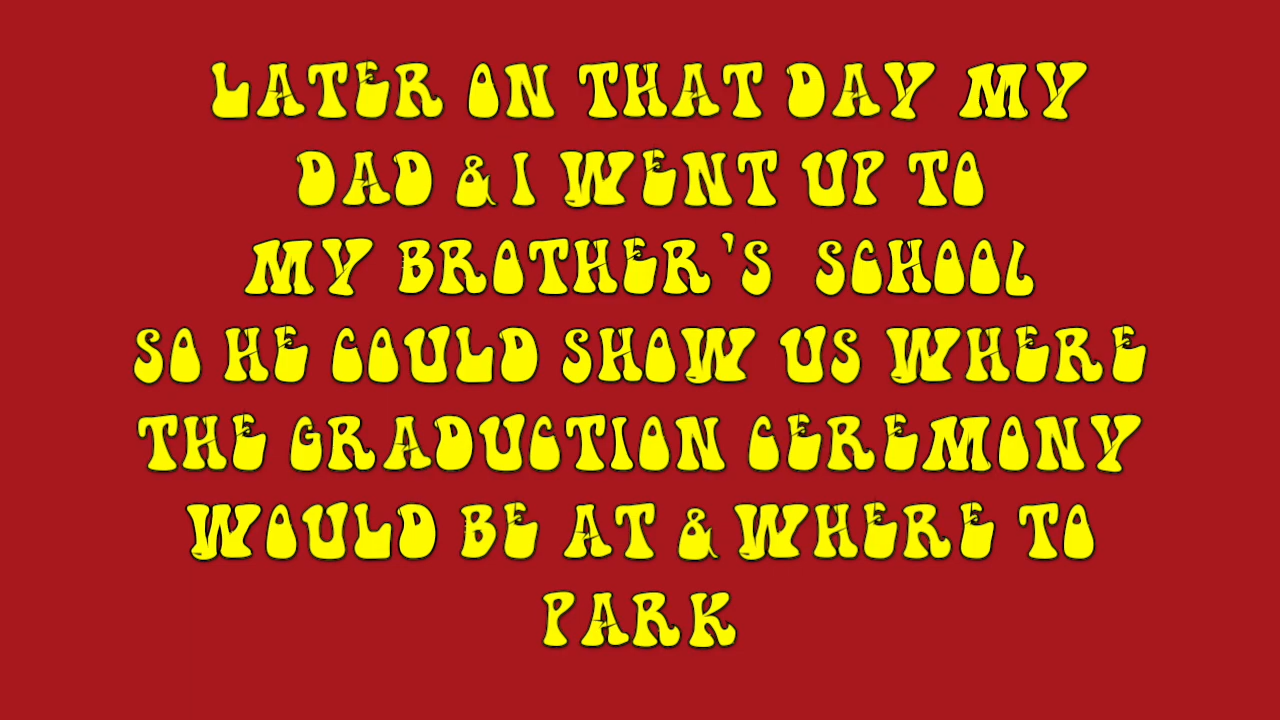 LATER ON THAT DAY MY
DAD & I WENT UP TO
MY BROTHER'S SCHOOL
SO HE COULD SHOW US WHERE
THE GRADUCTION CEREMONY
WOULD BE AT & WHERE TO
PARK